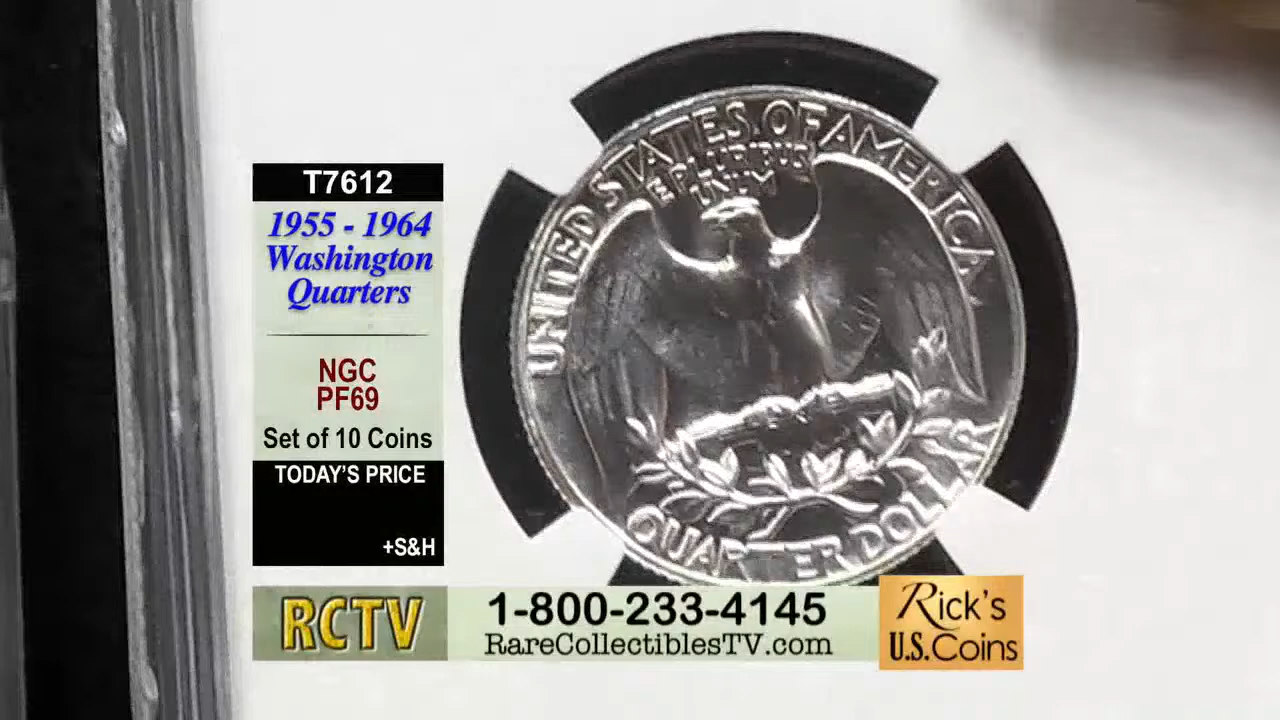 UNITED STATES OF AMERICA
E PLURIBUS
UNUM
QUARTER DOLLAR
T7612
1955 - 1964
Washington
Quarters
NGC
PF69
Set of 10 Coins
TODAY'S PRICE
+S&H
RCTV
1-800-233-4145
RareCollectiblesTV.com
Rick's
U.S. Coins